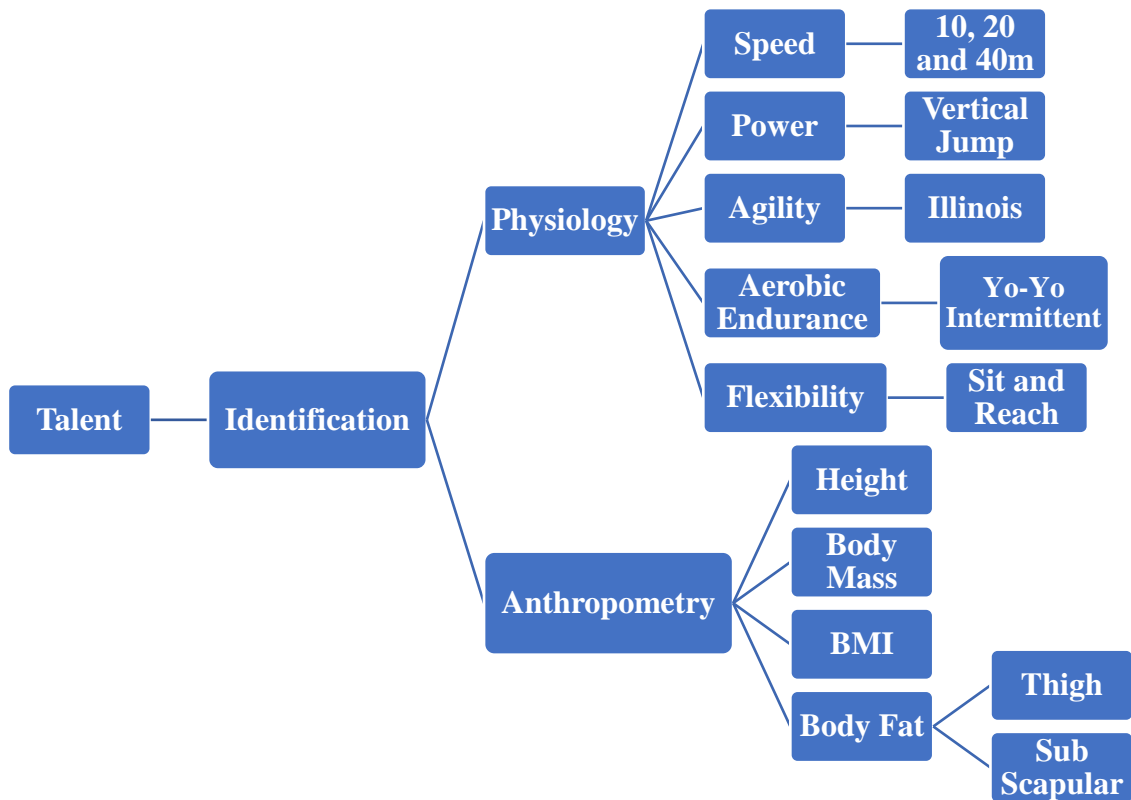 Speed
10, 20
and 40m
Power
Vertical
Jump
Physiology
Agility
Illinois
Aerobic
Endurance
Yo-Yo
Intermittent
Flexibility
Sit and
Reach
Talent
Identification
Height
Body
Mass
Anthropometry
BMI
Body Fat
Thigh
Sub
Scapular